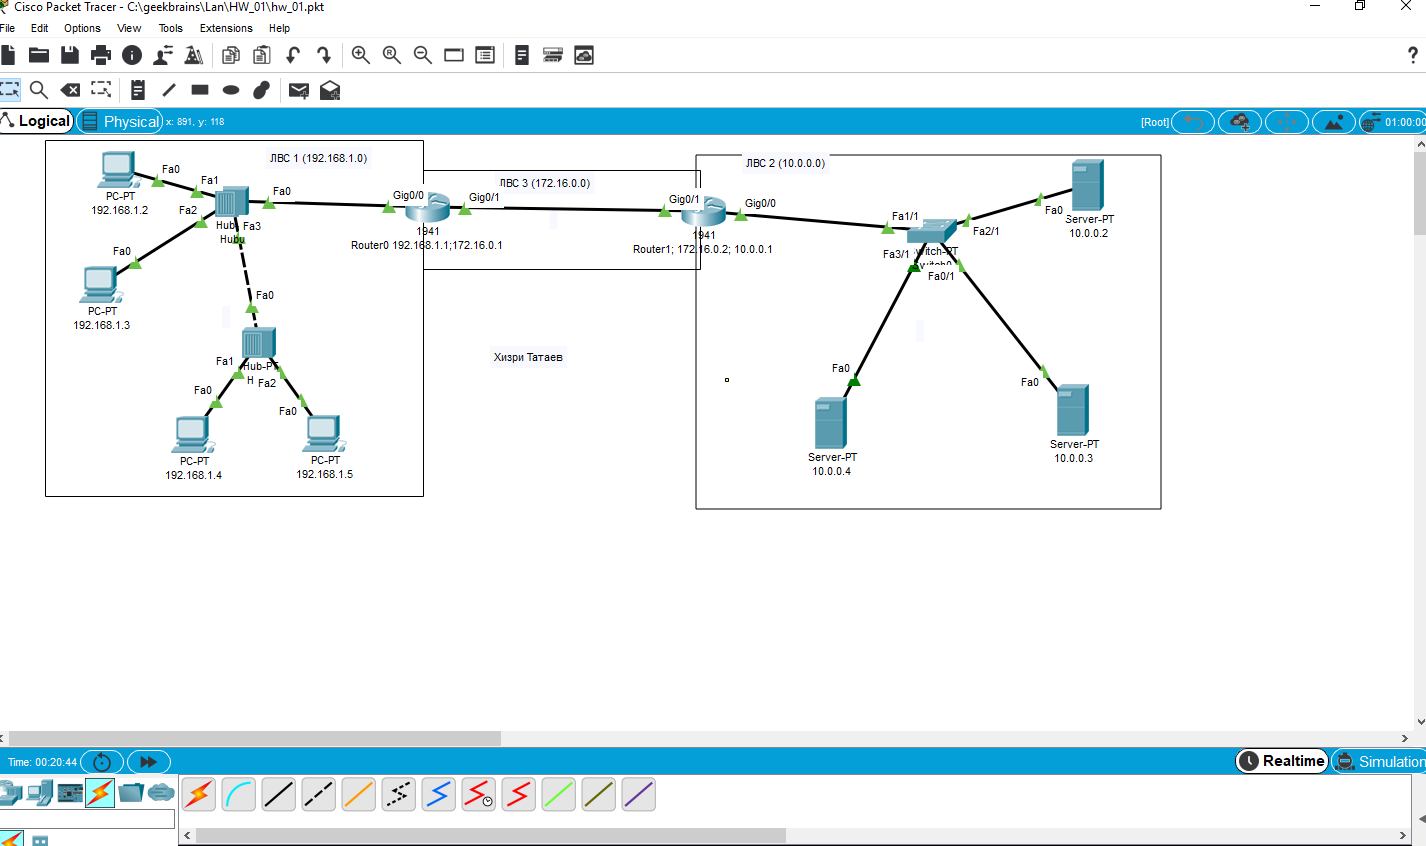 Cisco Packet Tracer - C:\geekbrains\Lan\HW_01\hw_01.pkt
File Edit Options View Tools Extensions Help
Logical Physical x: 891, y: 118 [Root] 01:00:00
ЛВС 1 (192.168.1.0)
ЛВС 2 (10.0.0.0)
ЛВС 3 (172.16.0.0)
Fa0
Fa1
PC-PT
192.168.1.2
Fa2
Fa0
Hub
Fa3
Fa0
PC-PT
192.168.1.3
Gig0/0
Gig0/1
1941
Router0 192.168.1.1;172.16.0.1
Gig0/1
Gig0/0
1941
Router1; 172.16.0.2; 10.0.0.1
Fa1/1
Fa2/1
Fa3/1
Fa0/1
Fa0
Server-PT
10.0.0.2
Fa0
Hub-PT
Fa1
Fa2
Fa0
Fa0
PC-PT
192.168.1.4
PC-PT
192.168.1.5
Хизри Татаев
Fa0
Server-PT
10.0.0.4
Fa0
Server-PT
10.0.0.3
Time: 00:20:44
Realtime
Simulation